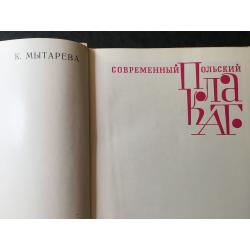 К. МЫТАРЕВА
СОВРЕМЕННЫЙ ПОЛЬСКИЙ
ПЛА
КАТ